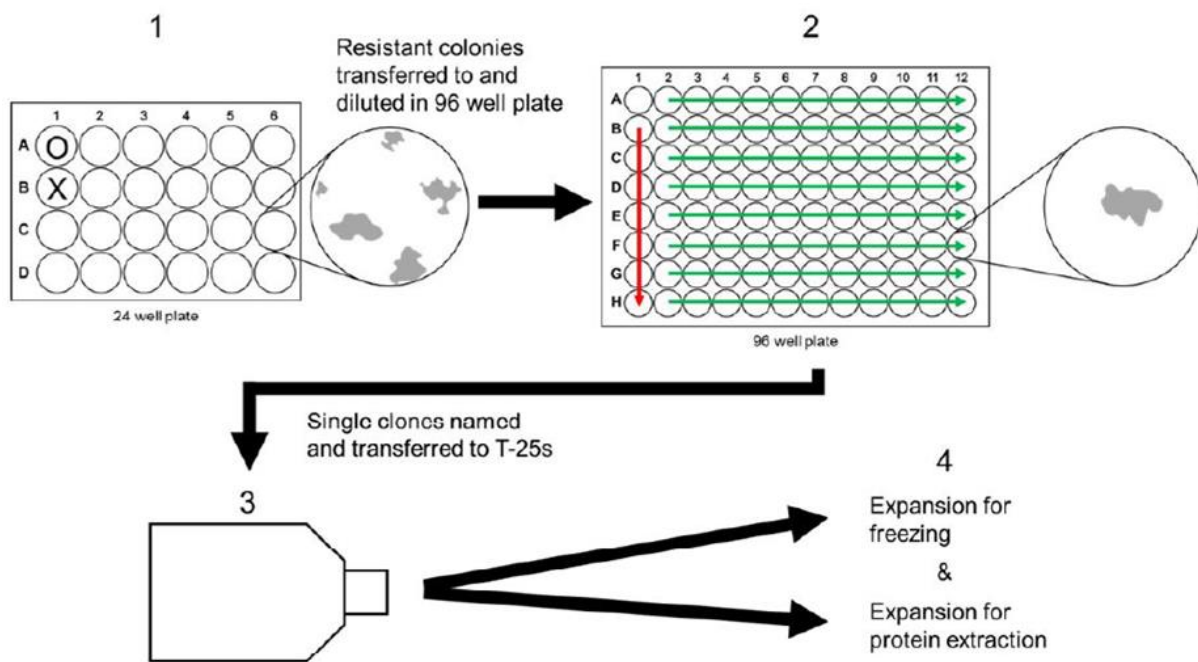 1
Resistant colonies
transferred to and
diluted in 96 well plate
2
1 2 3 4 5 6
A O
B X
C
D
24 well plate
1 2 3 4 5 6 7 8 9 10 11 12
A
B
C
D
E
F
G
H
96 well plate
Single clones named
and transferred to T-25s
3
4
Expansion for
freezing
&
Expansion for
protein extraction